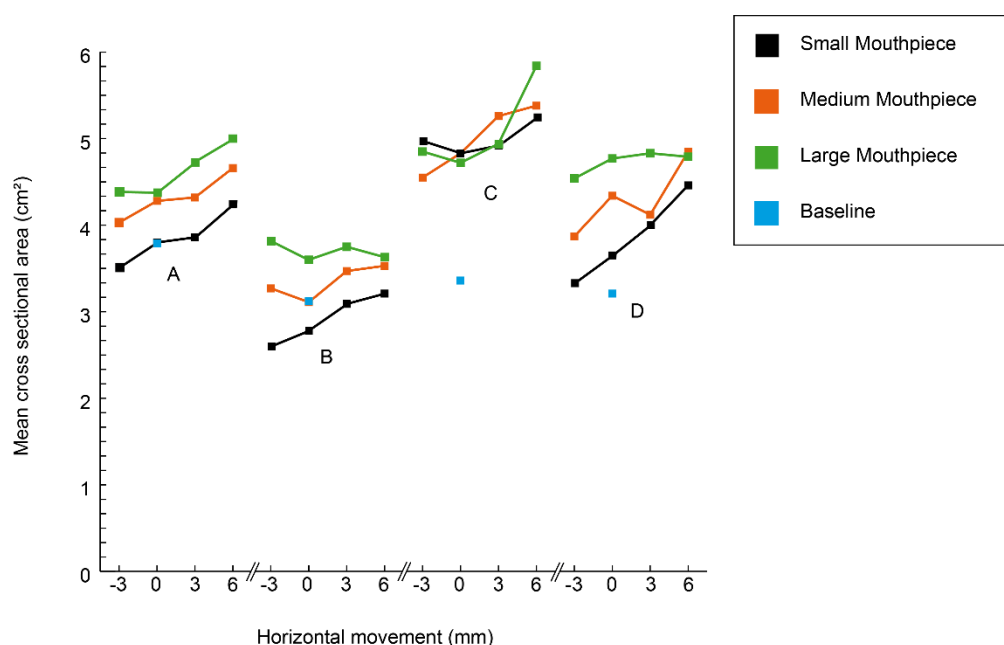 Small Mouthpiece
Medium Mouthpiece
Large Mouthpiece
Baseline
Mean cross sectional area (cm²)
6
5
4
3
2
1
0
A
B
C
D
-3 0 3 6 -3 0 3 6 -3 0 3 6 -3 0 3 6
Horizontal movement (mm)